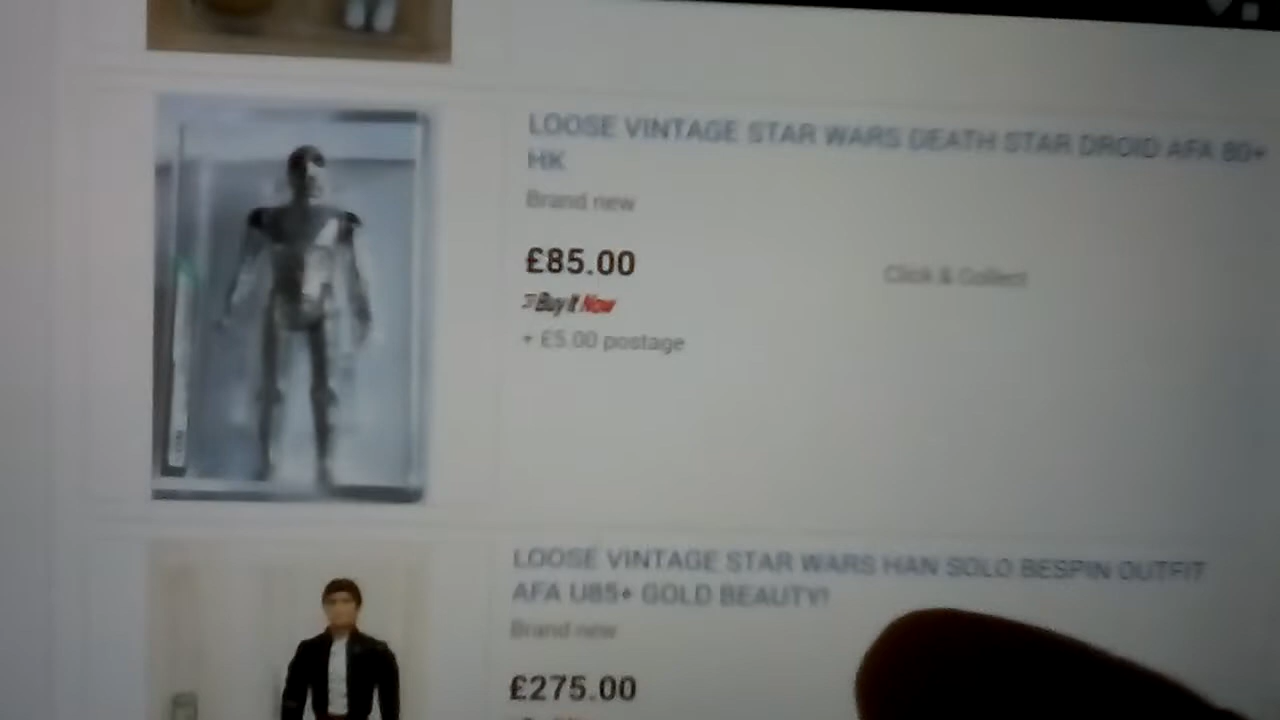 LOOSE VINTAGE STAR WARS DEATH STAR DROID AFA 80+
HK
Brand new
£85.00
Click & Collect
Buy It Now
+ £5.00 postage
LOOSE VINTAGE STAR WARS HAN SOLO BESPIN OUTFIT
AFA U85+ GOLD BEAUTY!
Brand new
£275.00